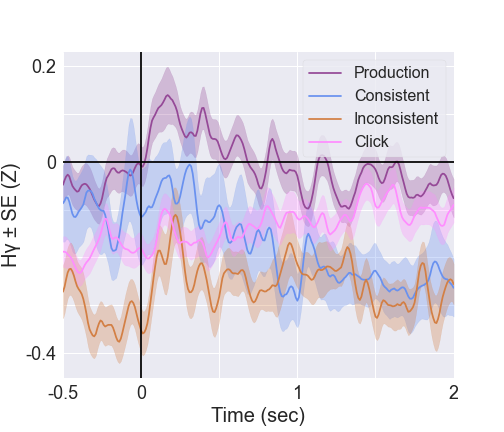 Hγ ± SE (Z)
0.2
0
-0.4
Production
Consistent
Inconsistent
Click
-0.5
0
1
2
Time (sec)